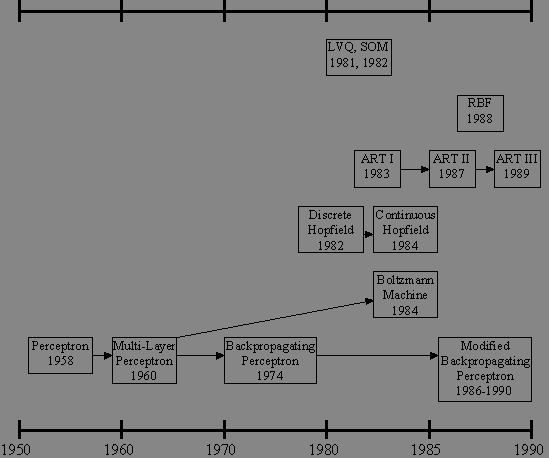 LVQ, SOM
1981, 1982
RBF
1988
ART I
1983
ART II
1987
ART III
1989
Discrete
Hopfield
1982
Continuous
Hopfield
1984
Boltzmann
Machine
1984
Perceptron
1958
Multi-Layer
Perceptron
1960
Backpropagating
Perceptron
1974
Modified
Backpropagating
Perceptron
1986-1990
1950 1960 1970 1980 1985 1990